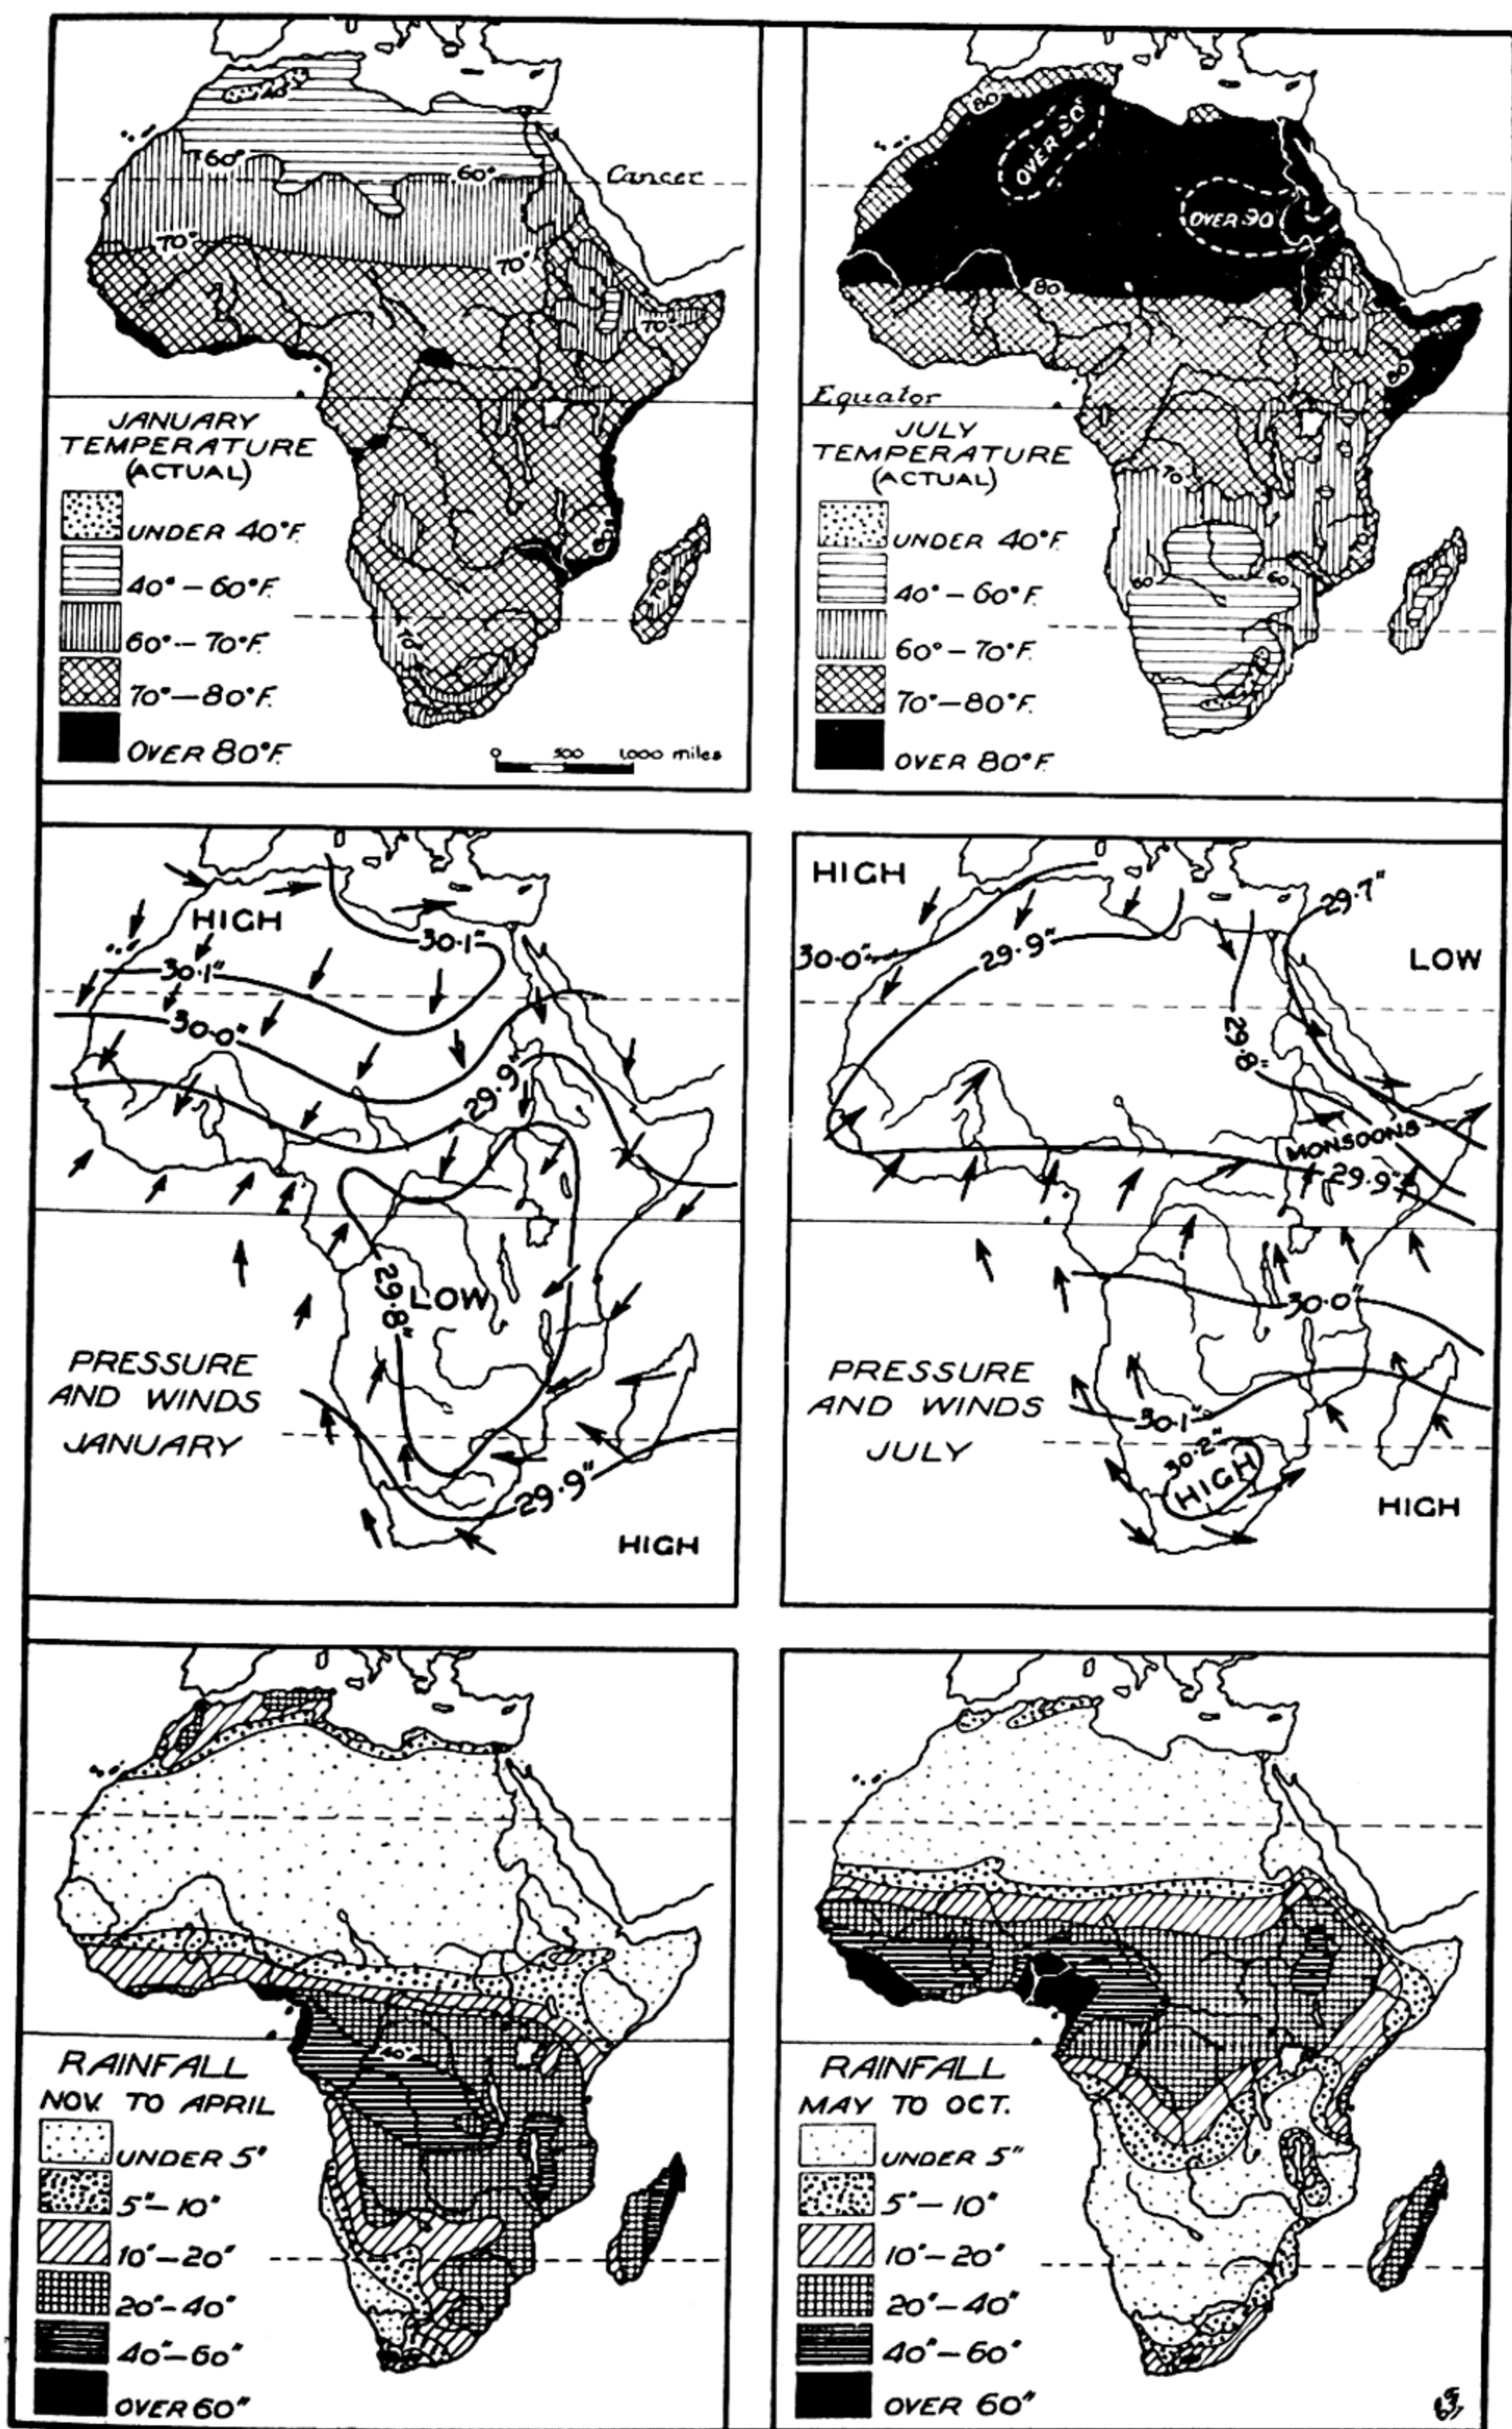 40°
60°
60°
Cancer
70°
70°
70°
70
70
JANUARY
TEMPERATURE
(ACTUAL)
UNDER 40°F.
40° — 60°F.
60° — 70°F.
70° — 80°F.
OVER 80°F.
0 500 1,000 miles
80
OVER 90
OVER 90
80
80
Equator
70
60
60
JULY
TEMPERATURE
(ACTUAL)
UNDER 40°F.
40° — 60°F.
60° — 70°F.
70° — 80°F.
OVER 80°F.
HIGH
30·1"
30·1"
30·0"
29·9"
29·8"
LOW
PRESSURE
AND WINDS
JANUARY
29·9"
HIGH
HIGH
29·7"
30·0"
29·9"
LOW
29·8"
MONSOONS
29·9"
30·0"
PRESSURE
AND WINDS
JULY
30·1"
30·2"
HIGH
HIGH
40"
RAINFALL
NOV. TO APRIL
UNDER 5"
5" — 10"
10" — 20"
20" — 40"
40" — 60"
OVER 60"
RAINFALL
MAY TO OCT.
UNDER 5"
5" — 10"
10" — 20"
20" — 40"
40" — 60"
OVER 60"